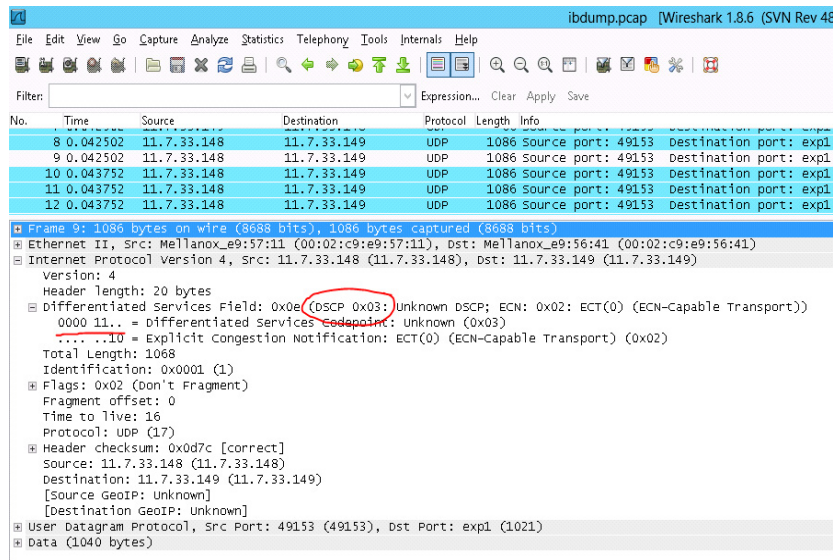 ibdump.pcap [Wireshark 1.8.6 (SVN Rev 48
File Edit View Go Capture Analyze Statistics Telephony Tools Internals Help
Filter: Expression... Clear Apply Save
No. Time Source Destination Protocol Length Info
8 0.042502 11.7.33.148 11.7.33.149 UDP 1086 Source port: 49153 Destination port: exp1
9 0.042502 11.7.33.148 11.7.33.149 UDP 1086 Source port: 49153 Destination port: exp1
10 0.043752 11.7.33.148 11.7.33.149 UDP 1086 Source port: 49153 Destination port: exp1
11 0.043752 11.7.33.148 11.7.33.149 UDP 1086 Source port: 49153 Destination port: exp1
12 0.043752 11.7.33.148 11.7.33.149 UDP 1086 Source port: 49153 Destination port: exp1
Frame 9: 1086 bytes on wire (8688 bits), 1086 bytes captured (8688 bits)
Ethernet II, Src: Mellanox_e9:57:11 (00:02:c9:e9:57:11), Dst: Mellanox_e9:56:41 (00:02:c9:e9:56:41)
Internet Protocol Version 4, Src: 11.7.33.148 (11.7.33.148), Dst: 11.7.33.149 (11.7.33.149)
Version: 4
Header length: 20 bytes
Differentiated Services Field: 0x0e (DSCP 0x03: Unknown DSCP; ECN: 0x02: ECT(0) (ECN-Capable Transport))
0000 11.. = Differentiated Services Codepoint: Unknown (0x03)
.... ..10 = Explicit Congestion Notification: ECT(0) (ECN-Capable Transport) (0x02)
Total Length: 1068
Identification: 0x0001 (1)
Flags: 0x02 (Don't Fragment)
Fragment offset: 0
Time to live: 16
Protocol: UDP (17)
Header checksum: 0x0d7c [correct]
Source: 11.7.33.148 (11.7.33.148)
Destination: 11.7.33.149 (11.7.33.149)
[Source GeoIP: Unknown]
[Destination GeoIP: Unknown]
User Datagram Protocol, Src Port: 49153 (49153), Dst Port: exp1 (1021)
Data (1040 bytes)